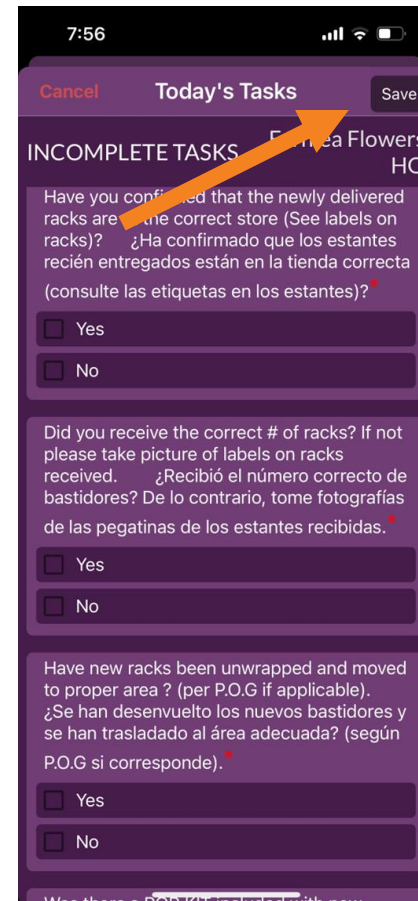 7:56
Cancel
Today's Tasks
Save
INCOMPLETE TASKS
Flowers
HC
Have you confirmed that the newly delivered
racks are the correct store (See labels on
racks)? ¿Ha confirmado que los estantes
recién entregados están en la tienda correcta
(consulte las etiquetas en los estantes)?*
Yes
No
Did you receive the correct # of racks? If not
please take picture of labels on racks
received. ¿Recibió el número correcto de
bastidores? De lo contrario, tome fotografías
de las pegatinas de los estantes recibidas.*
Yes
No
Have new racks been unwrapped and moved
to proper area ? (per P.O.G if applicable).
¿Se han desenvuelto los nuevos bastidores y
se han trasladado al área adecuada? (según
P.O.G si corresponde).*
Yes
No